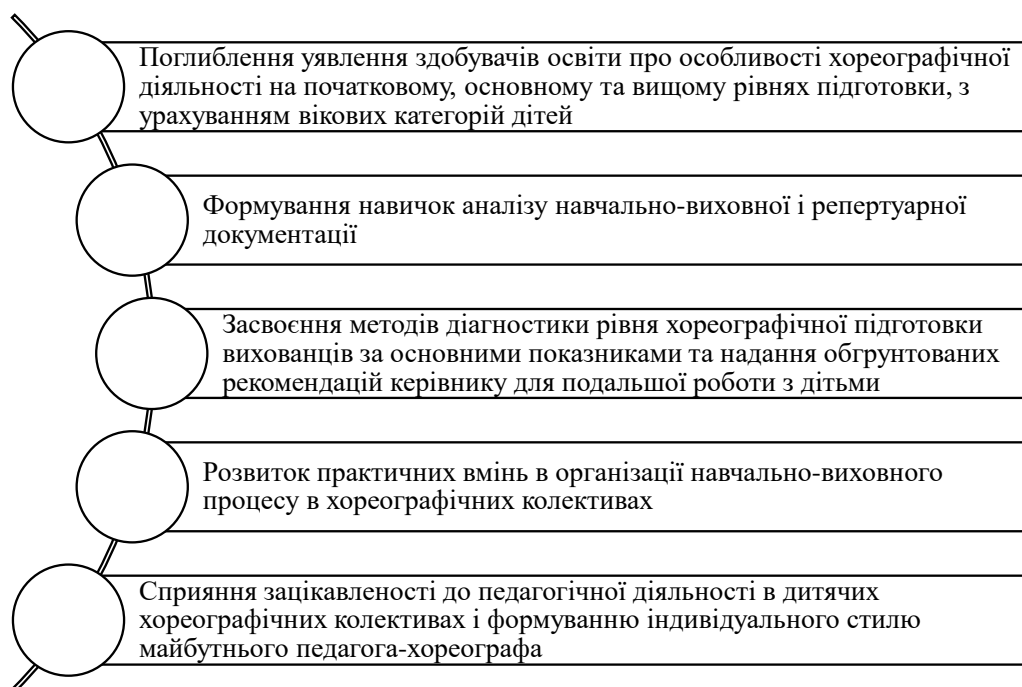 Поглиблення уявлення здобувачів освіти про особливості хореографічної
діяльності на початковому, основному та вищому рівнях підготовки, з
урахуванням вікових категорій дітей
Формування навичок аналізу навчально-виховної і репертуарної
документації
Засвоєння методів діагностики рівня хореографічної підготовки
вихованців за основними показниками та надання обгрунтованих
рекомендацій керівнику для подальшої роботи з дітьми
Розвиток практичних вмінь в організації навчально-виховного
процесу в хореографічних колективах
Сприяння зацікавленості до педагогічної діяльності в дитячих
хореографічних колективах і формуванню індивідуального стилю
майбутнього педагога-хореографа